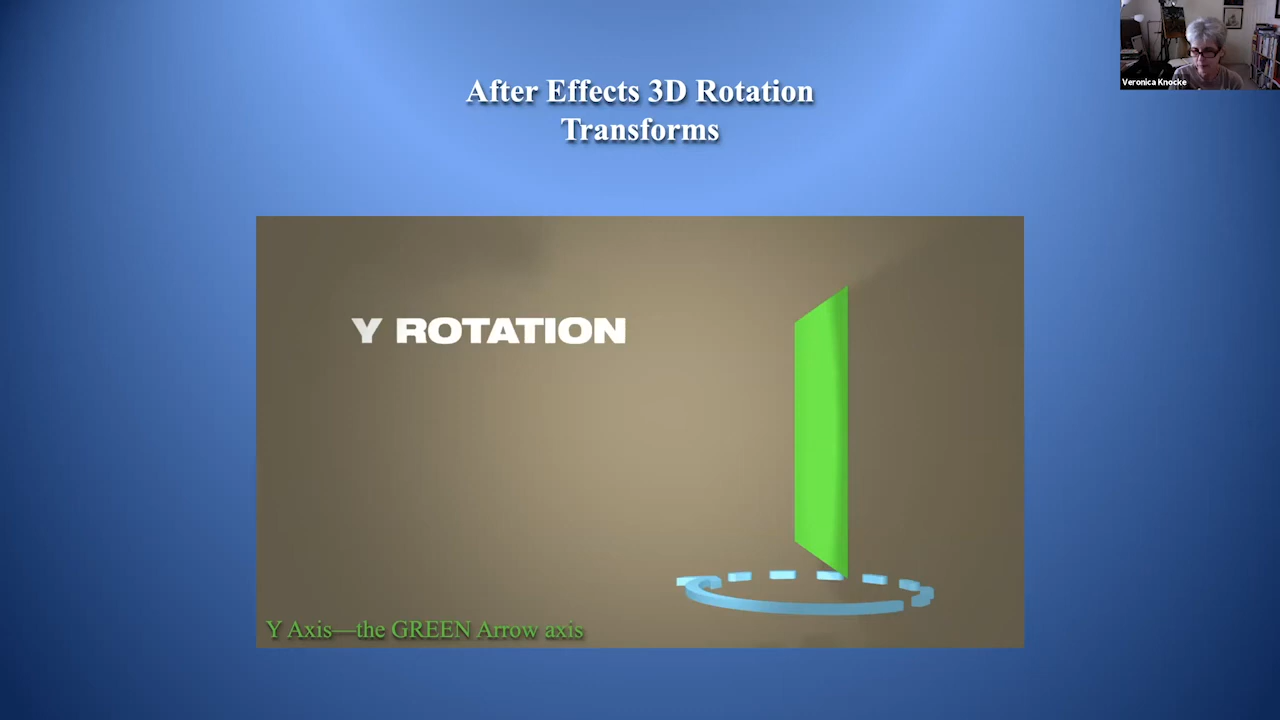 After Effects 3D Rotation
Transforms
Veronica Knocke
Y ROTATION
Y Axis—the GREEN Arrow axis